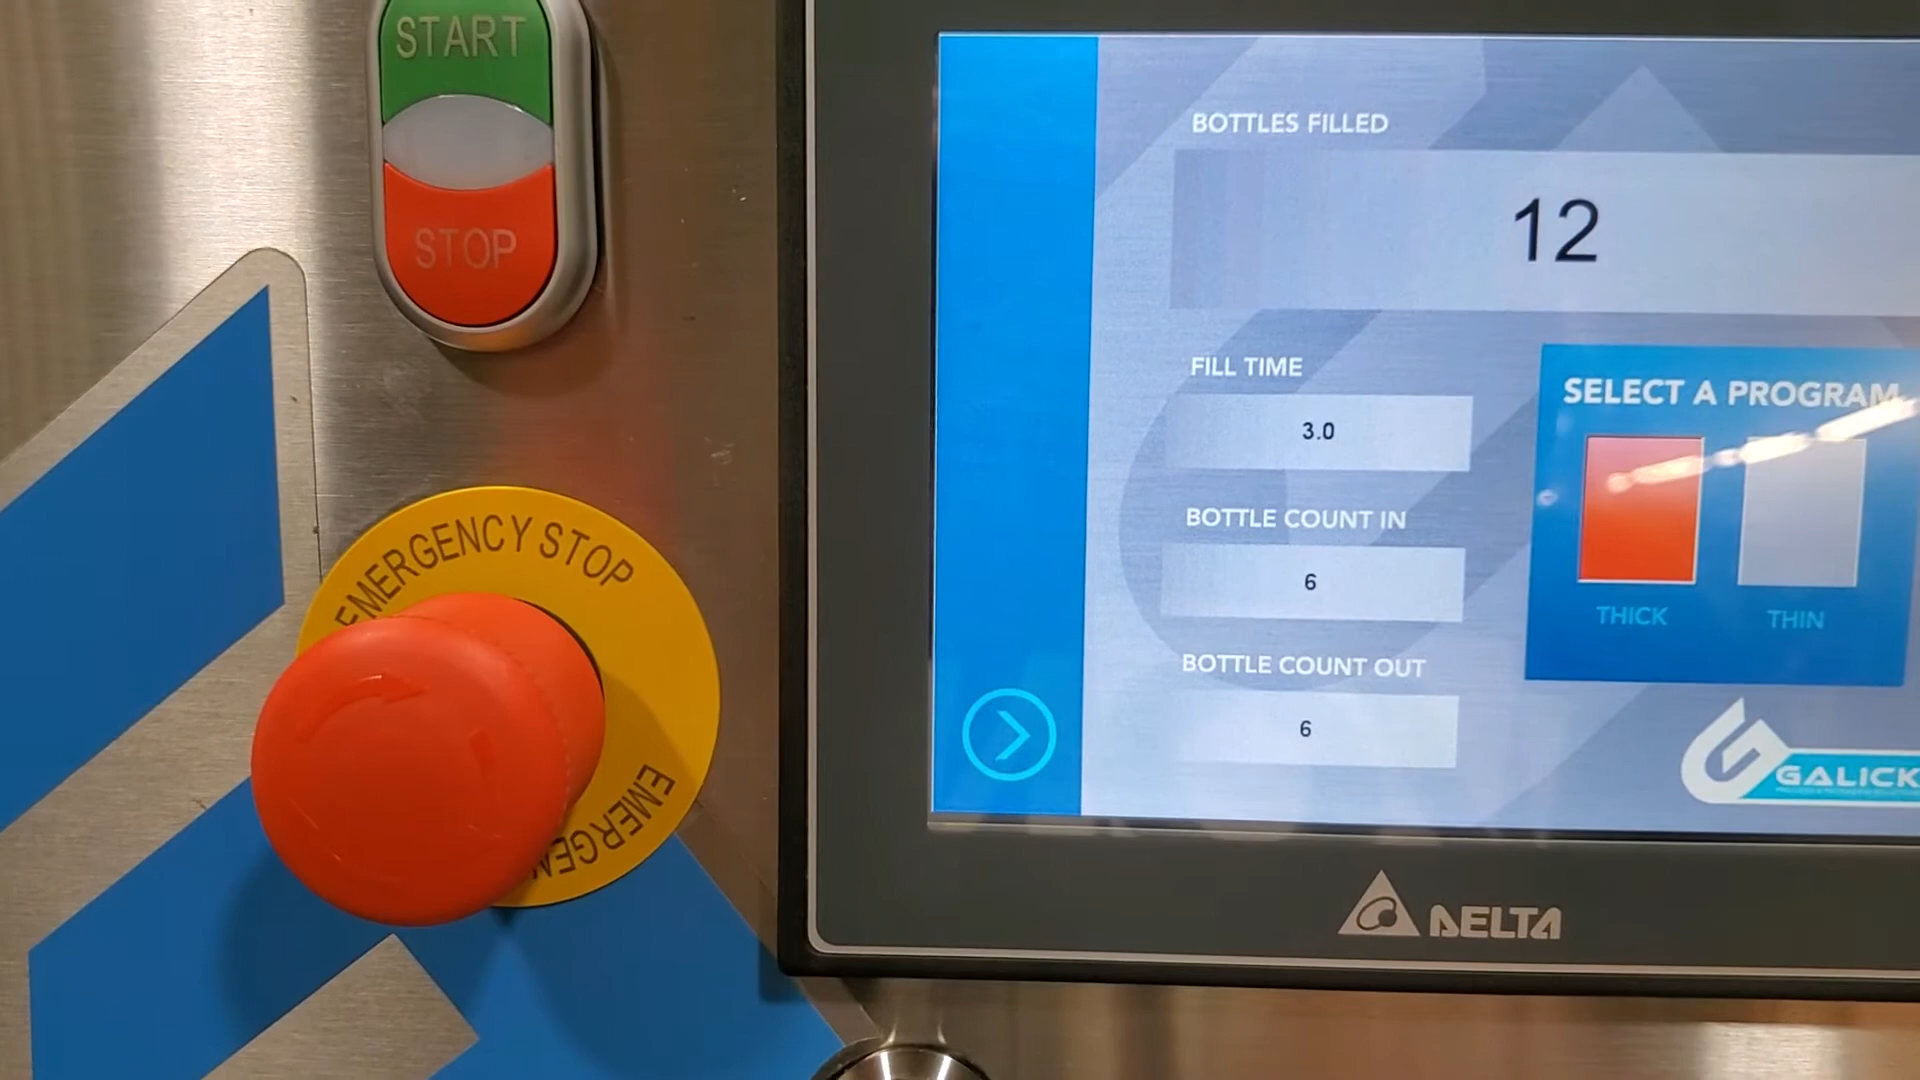 START
STOP
EMERGENCY STOP
EMERGEN
BOTTLES FILLED
12
FILL TIME
3.0
BOTTLE COUNT IN
6
BOTTLE COUNT OUT
6
SELECT A PROGRAM
THICK
THIN
GALICK
DELTA